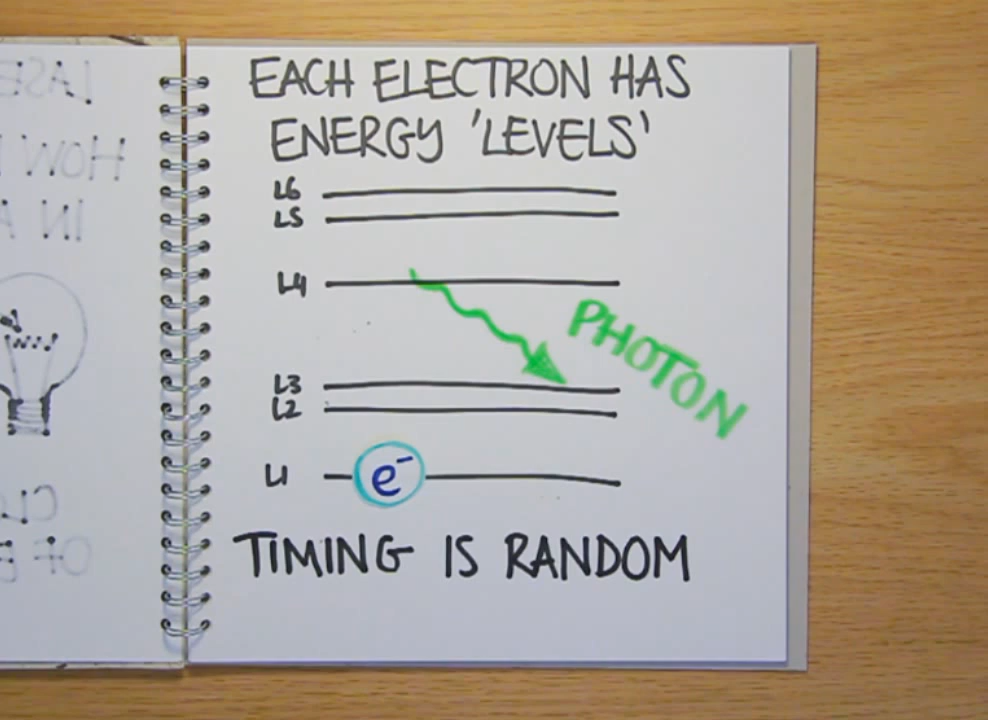 EACH ELECTRON HAS
ENERGY 'LEVELS'
L6
L5
L4
PHOTON
L3
L2
L1
e⁻
TIMING IS RANDOM